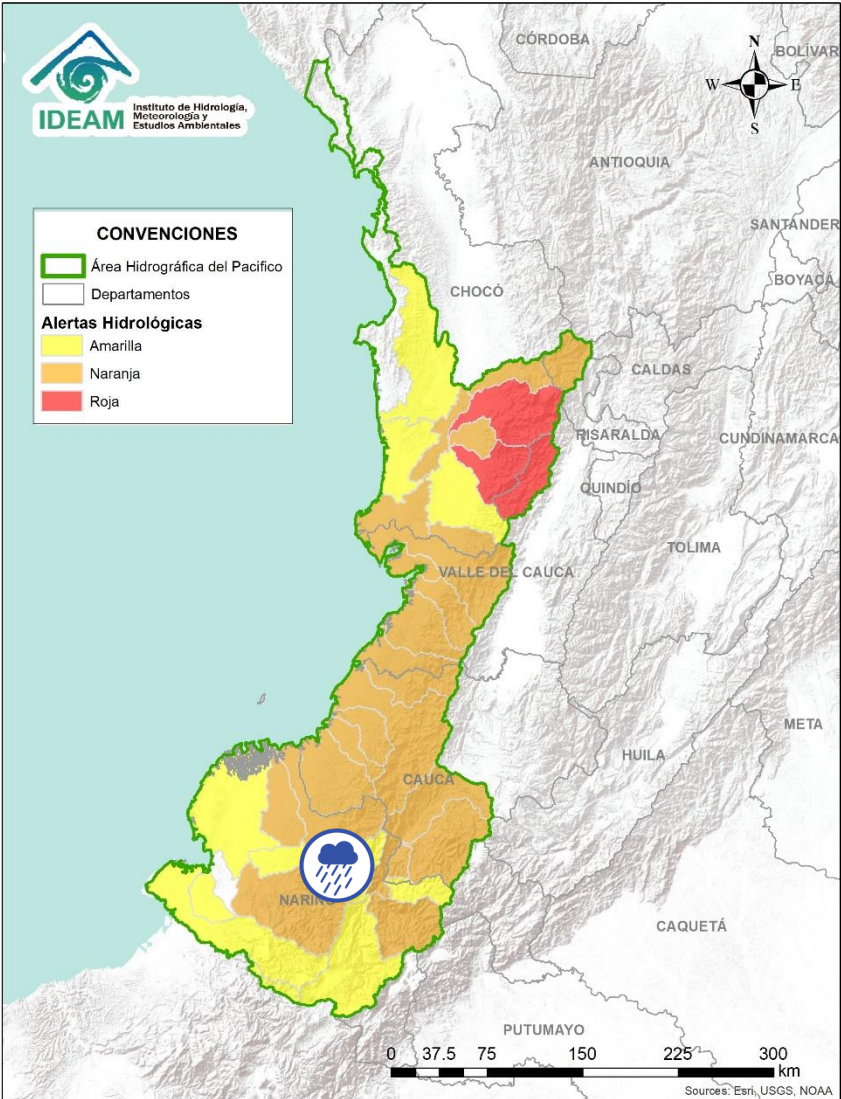 IDEAM
Instituto de Hidrología,
Meteorología y
Estudios Ambientales
CÓRDOBA
BOLÍVAR
N
W
E
S
ANTIOQUIA
SANTANDER
BOYACÁ
CONVENCIONES
Área Hidrográfica del Pacifico
Departamentos
Alertas Hidrológicas
Amarilla
Naranja
Roja
CHOCÓ
CALDAS
RISARALDA
CUNDINAMARCA
QUINDÍO
TOLIMA
VALLE DEL CAUCA
META
HUILA
CAUCA
NARIÑO
CAQUETÁ
PUTUMAYO
0 37.5 75 150 225 300
km
Sources: Esri, USGS, NOAA